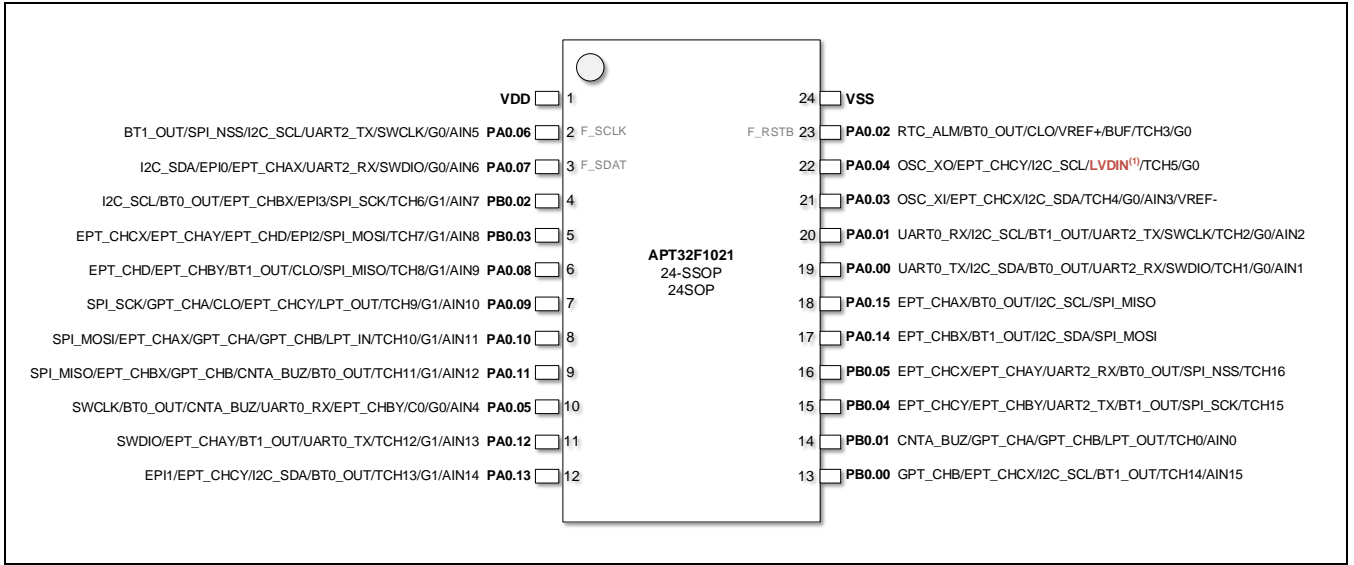 VDD 1
BT1_OUT/SPI_NSS/I2C_SCL/UART2_TX/SWCLK/G0/AIN5 PA0.06 2 F_SCLK
I2C_SDA/EPI0/EPT_CHAX/UART2_RX/SWDIO/G0/AIN6 PA0.07 3 F_SDAT
I2C_SCL/BT0_OUT/EPT_CHBX/EPI3/SPI_SCK/TCH6/G1/AIN7 PB0.02 4
EPT_CHCX/EPT_CHAY/EPT_CHD/EPI2/SPI_MOSI/TCH7/G1/AIN8 PB0.03 5
EPT_CHD/EPT_CHBY/BT1_OUT/CLO/SPI_MISO/TCH8/G1/AIN9 PA0.08 6
SPI_SCK/GPT_CHA/CLO/EPT_CHCY/LPT_OUT/TCH9/G1/AIN10 PA0.09 7
SPI_MOSI/EPT_CHAX/GPT_CHA/GPT_CHB/LPT_IN/TCH10/G1/AIN11 PA0.10 8
SPI_MISO/EPT_CHBX/GPT_CHB/CNTA_BUZ/BT0_OUT/TCH11/G1/AIN12 PA0.11 9
SWCLK/BT0_OUT/CNTA_BUZ/UART0_RX/EPT_CHBY/C0/G0/AIN4 PA0.05 10
SWDIO/EPT_CHAY/BT1_OUT/UART0_TX/TCH12/G1/AIN13 PA0.12 11
EPI1/EPT_CHCY/I2C_SDA/BT0_OUT/TCH13/G1/AIN14 PA0.13 12
APT32F1021
24-SSOP
24SOP
24 VSS
F_RSTB 23 PA0.02 RTC_ALM/BT0_OUT/CLO/VREF+/BUF/TCH3/G0
22 PA0.04 OSC_XO/EPT_CHCY/I2C_SCL/LVDIN(1)/TCH5/G0
21 PA0.03 OSC_XI/EPT_CHCX/I2C_SDA/TCH4/G0/AIN3/VREF-
20 PA0.01 UART0_RX/I2C_SCL/BT1_OUT/UART2_TX/SWCLK/TCH2/G0/AIN2
19 PA0.00 UART0_TX/I2C_SDA/BT0_OUT/UART2_RX/SWDIO/TCH1/G0/AIN1
18 PA0.15 EPT_CHAX/BT0_OUT/I2C_SCL/SPI_MISO
17 PA0.14 EPT_CHBX/BT1_OUT/I2C_SDA/SPI_MOSI
16 PB0.05 EPT_CHCX/EPT_CHAY/UART2_RX/BT0_OUT/SPI_NSS/TCH16
15 PB0.04 EPT_CHCY/EPT_CHBY/UART2_TX/BT1_OUT/SPI_SCK/TCH15
14 PB0.01 CNTA_BUZ/GPT_CHA/GPT_CHB/LPT_OUT/TCH0/AIN0
13 PB0.00 GPT_CHB/EPT_CHCX/I2C_SCL/BT1_OUT/TCH14/AIN15